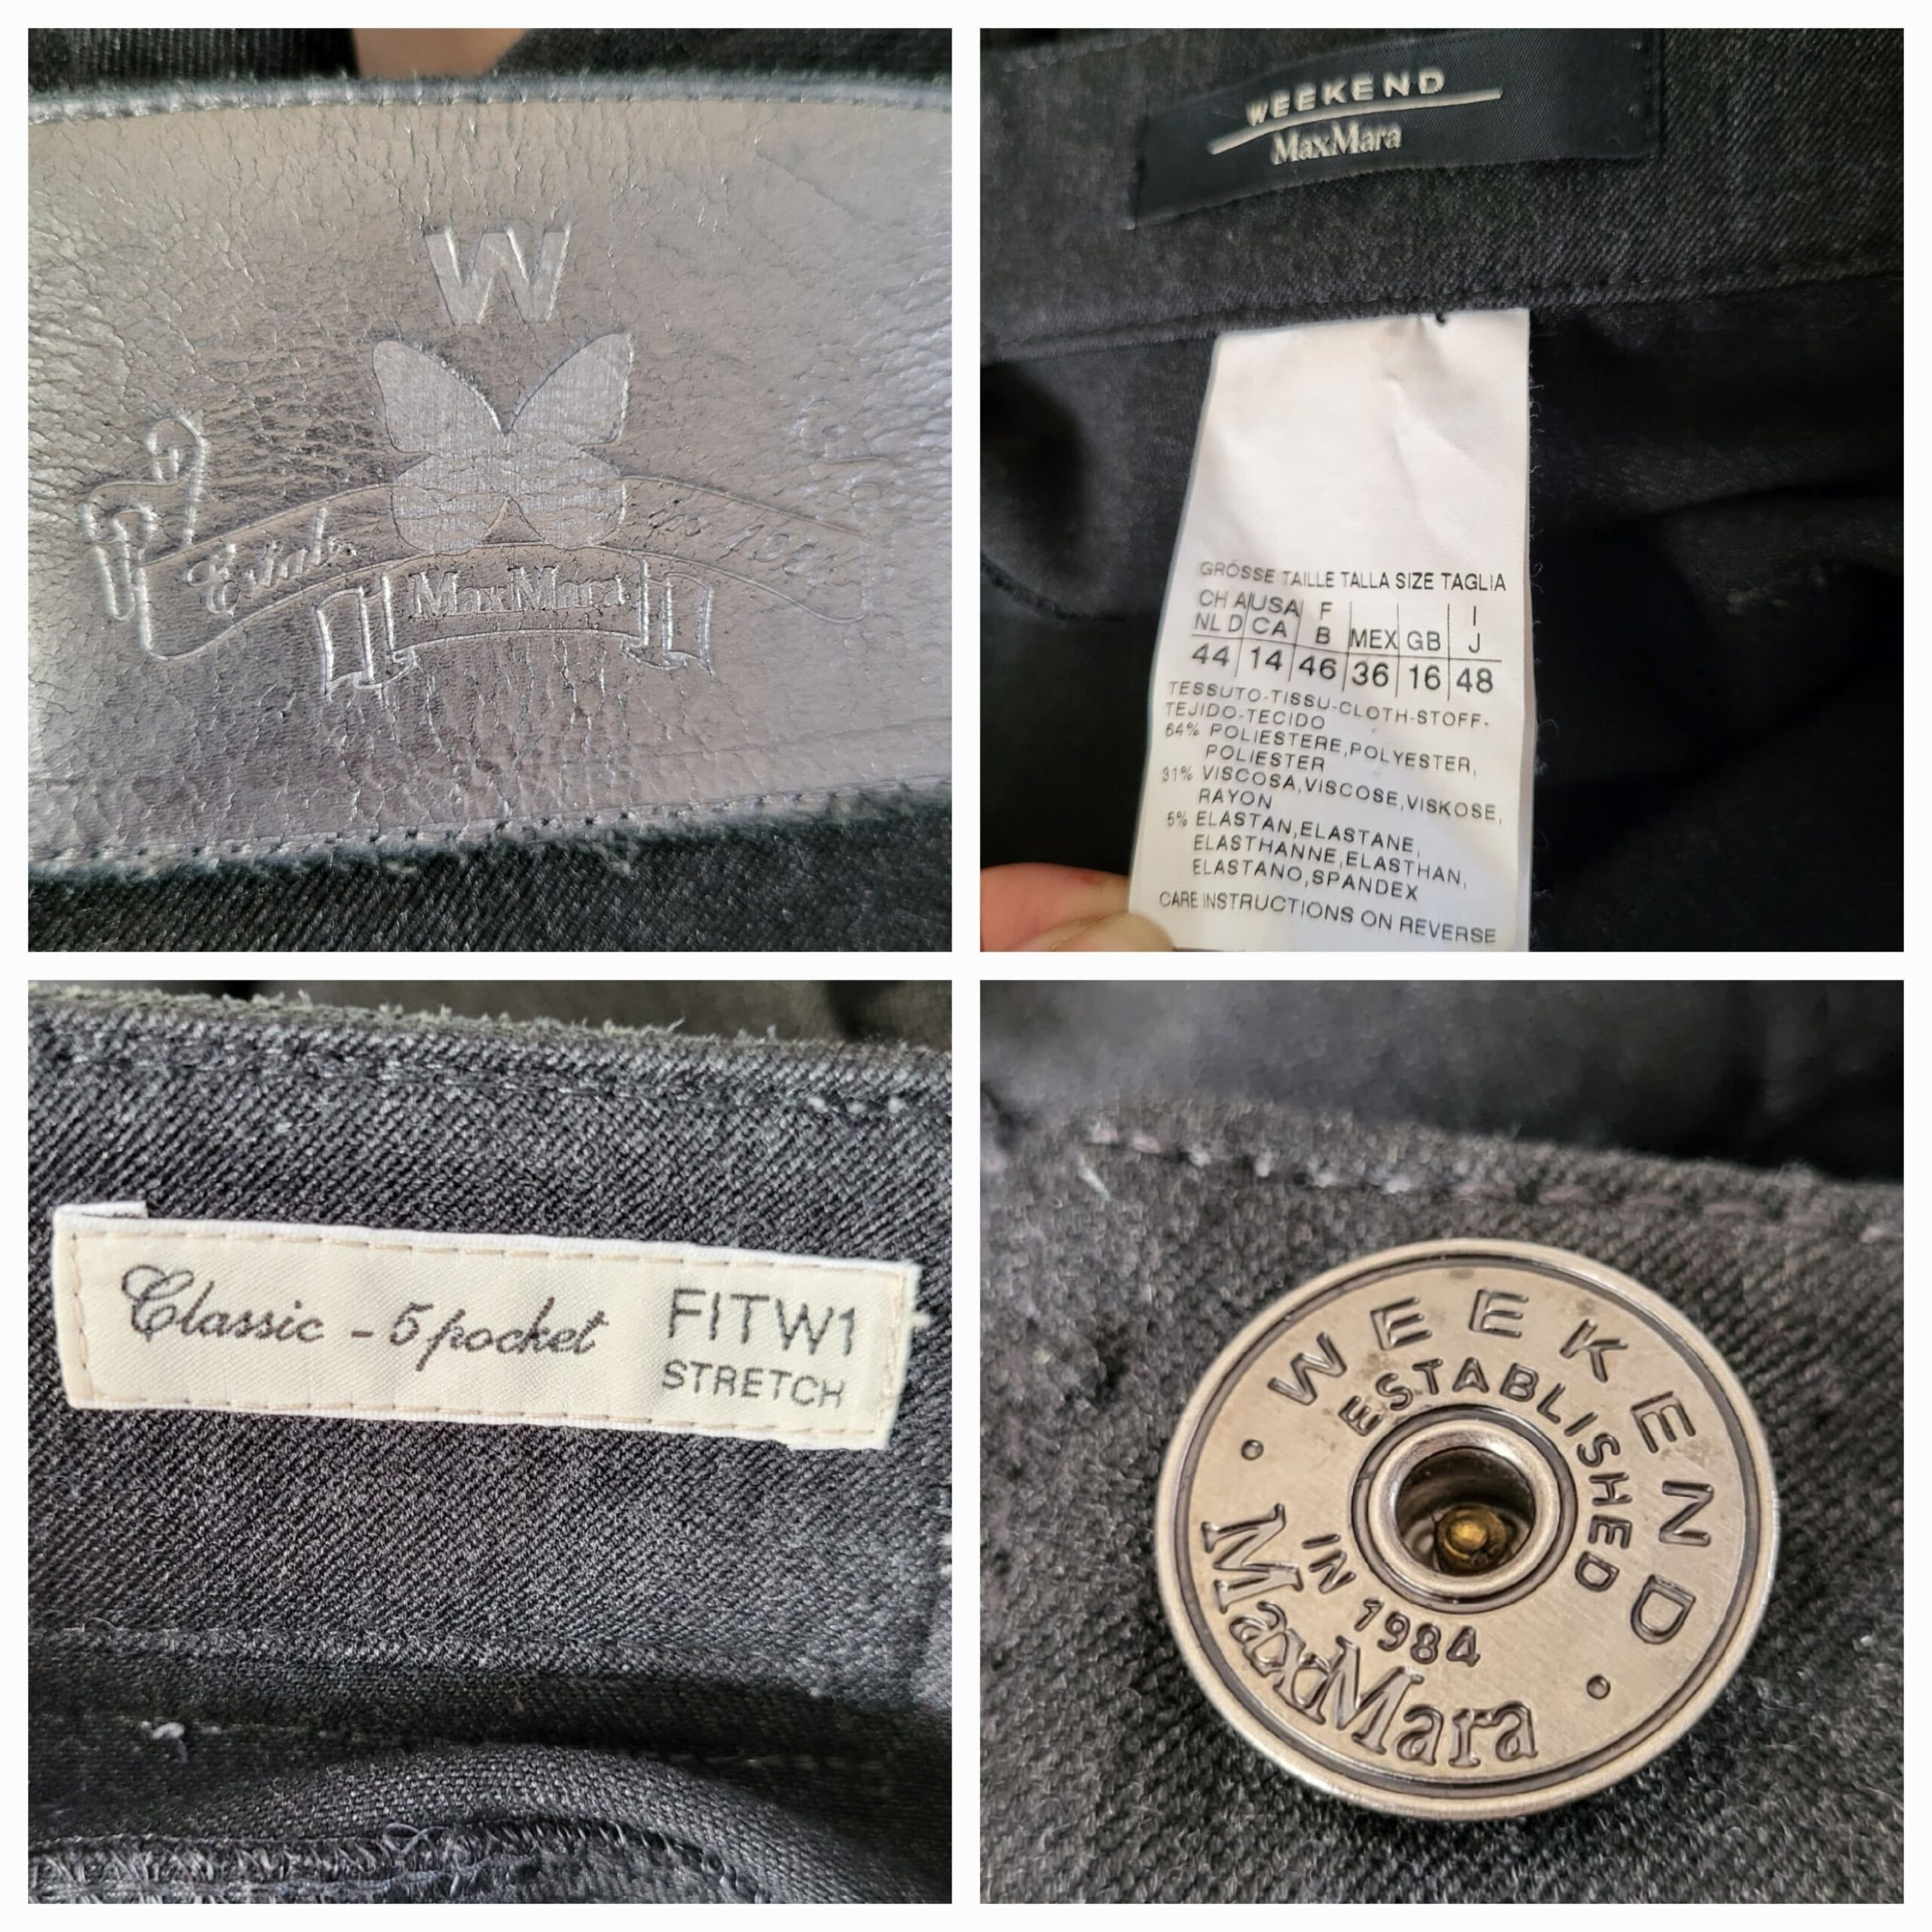 W
Estab.
MaxMara
WEEKEND
MaxMara
GRÖSSE TAILLE TALLA SIZE TAGLIA
CH A USA F I
NL D CA B MEX GB J
44 14 46 36 16 48
TESSUTO-TISSU-CLOTH-STOFF-
TEJIDO-TECIDO
64% POLIESTERE,POLYESTER,
POLIESTER
31% VISCOSA,VISCOSE,VISKOSE,
RAYON
5% ELASTAN,ELASTANE,
ELASTHANNE,ELASTHAN,
ELASTANO,SPANDEX
CARE INSTRUCTIONS ON REVERSE
Classic - 5 pocket FITW1
STRETCH
WEEKEND
ESTABLISHED
IN 1984
MaxMara